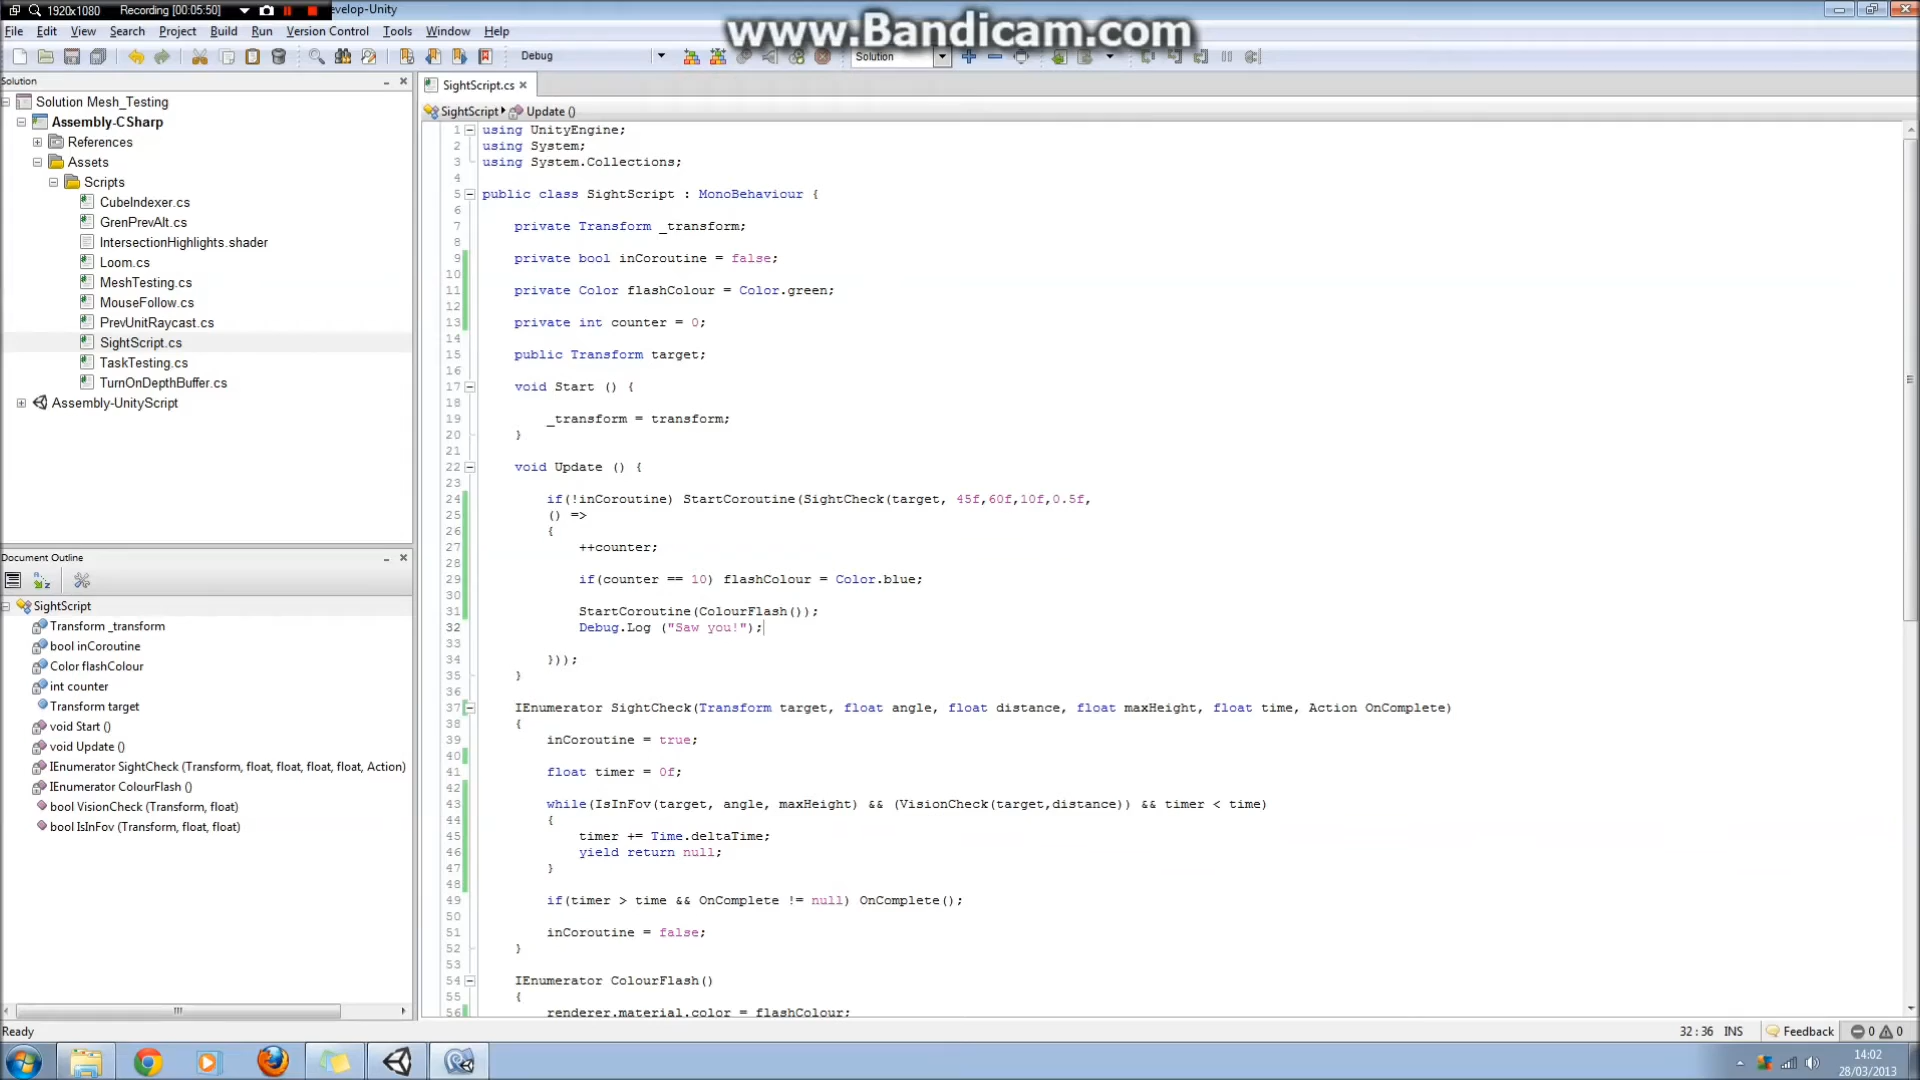 1920x1080 Recording [00:05:50]
evelop-Unity
www.Bandicam.com
File Edit View Search Project Build Run Version Control Tools Window Help
Debug
Solution
Solution
SightScript.cs
Solution Mesh_Testing
Assembly-CSharp
References
Assets
Scripts
CubeIndexer.cs
GrenPrevAlt.cs
IntersectionHighlights.shader
Loom.cs
MeshTesting.cs
MouseFollow.cs
PrevUnitRaycast.cs
SightScript.cs
TaskTesting.cs
TurnOnDepthBuffer.cs
Assembly-UnityScript
Document Outline
SightScript
Transform _transform
bool inCoroutine
Color flashColour
int counter
Transform target
void Start ()
void Update ()
IEnumerator SightCheck (Transform, float, float, float, float, Action)
IEnumerator ColourFlash ()
bool VisionCheck (Transform, float)
bool IsInFov (Transform, float, float)
SightScript Update ()
1 using UnityEngine;
2 using System;
3 using System.Collections;
4
5 public class SightScript : MonoBehaviour {
6
7 private Transform _transform;
8
9 private bool inCoroutine = false;
10
11 private Color flashColour = Color.green;
12
13 private int counter = 0;
14
15 public Transform target;
16
17 void Start () {
18
19 _transform = transform;
20 }
21
22 void Update () {
23
24 if(!inCoroutine) StartCoroutine(SightCheck(target, 45f,60f,10f,0.5f,
25 () =>
26 {
27 ++counter;
28
29 if(counter == 10) flashColour = Color.blue;
30
31 StartCoroutine(ColourFlash());
32 Debug.Log ("Saw you!");
33
34 }));
35 }
36
37 IEnumerator SightCheck(Transform target, float angle, float distance, float maxHeight, float time, Action OnComplete)
38 {
39 inCoroutine = true;
40
41 float timer = 0f;
42
43 while(IsInFov(target, angle, maxHeight) && (VisionCheck(target,distance)) && timer < time)
44 {
45 timer += Time.deltaTime;
46 yield return null;
47 }
48
49 if(timer > time && OnComplete != null) OnComplete();
50
51 inCoroutine = false;
52 }
53
54 IEnumerator ColourFlash()
55 {
56 renderer.material.color = flashColour;
Ready
32 : 36 INS Feedback 0 0
14:02
28/03/2013